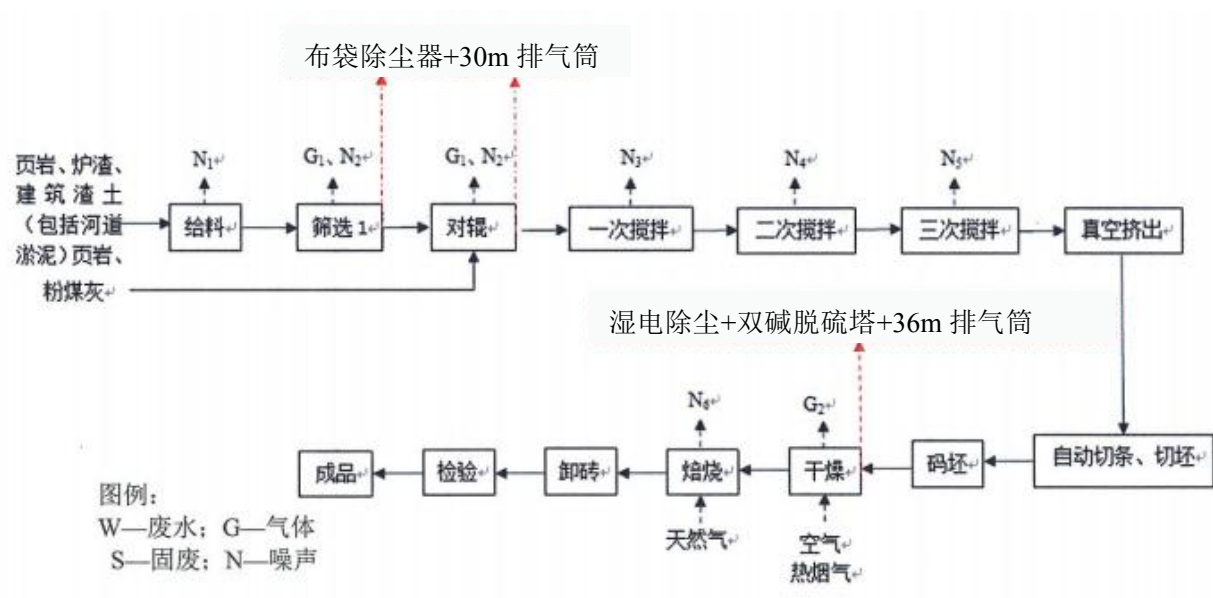 布袋除尘器+30m 排气筒
页岩、炉渣、
建筑渣土
（包括河道
淤泥）页岩、
粉煤灰
N₁
G₁、N₂
G₁、N₂
N₃
N₄
N₅
给料
筛选1
对辊
一次搅拌
二次搅拌
三次搅拌
真空挤出
湿电除尘+双碱脱硫塔+36m 排气筒
N₆
G₂
成品
检验
卸砖
焙烧
干燥
码坯
自动切条、切坯
天然气
空气
热烟气
图例：
W—废水；G—气体
S—固废；N—噪声